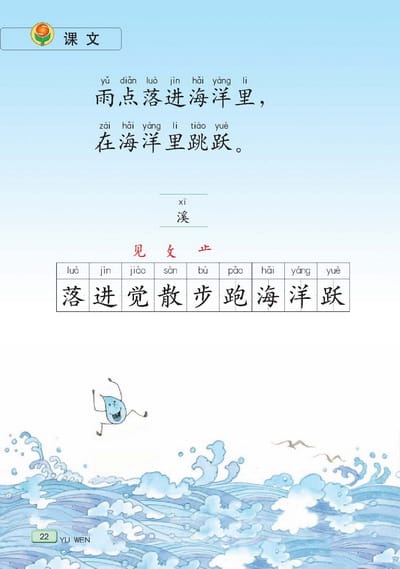 课文
yǔ diǎn luò jìn hǎi yáng lǐ
雨点落进海洋里，
zài hǎi yáng lǐ tiào yuè
在海洋里跳跃。
xī
溪
见 攵 止
luò jìn jiào sàn bù pǎo hǎi yáng yuè
落 进 觉 散 步 跑 海 洋 跃
22
YU WEN